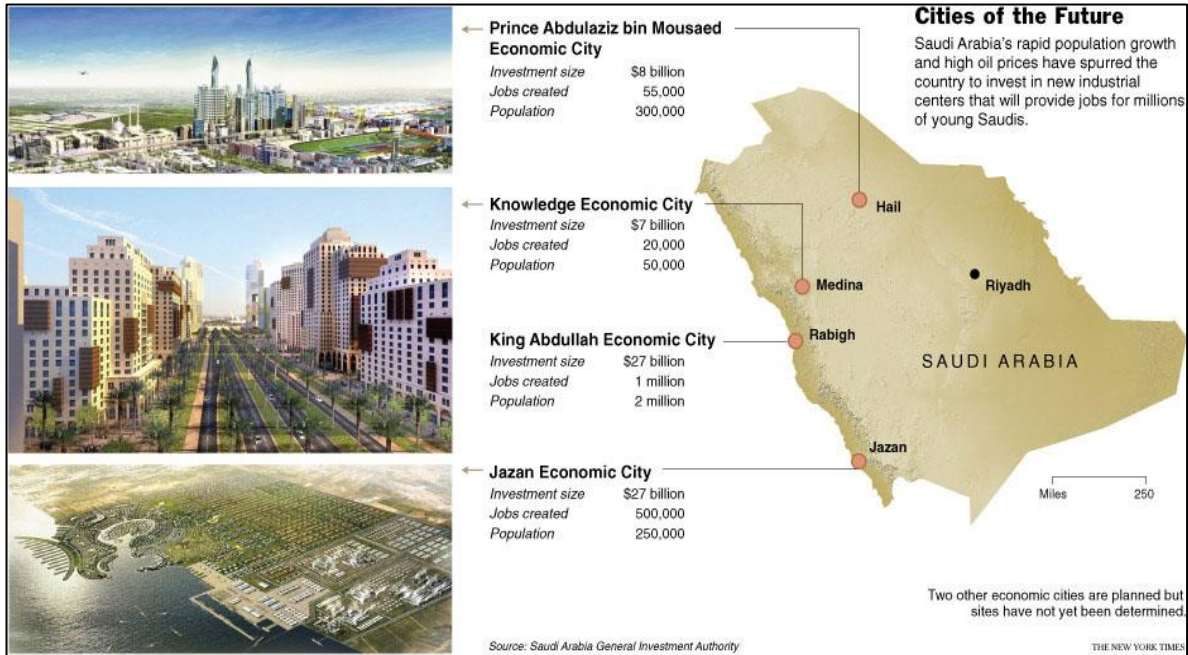 Cities of the Future
Saudi Arabia's rapid population growth
and high oil prices have spurred the
country to invest in new industrial
centers that will provide jobs for millions
of young Saudis.
Prince Abdulaziz bin Mousaed
Economic City
Investment size $8 billion
Jobs created 55,000
Population 300,000
Knowledge Economic City
Investment size $7 billion
Jobs created 20,000
Population 50,000
King Abdullah Economic City
Investment size $27 billion
Jobs created 1 million
Population 2 million
Jazan Economic City
Investment size $27 billion
Jobs created 500,000
Population 250,000
Hail
Medina
Riyadh
Rabigh
SAUDI ARABIA
Jazan
Miles 250
Two other economic cities are planned but
sites have not yet been determined.
Source: Saudi Arabia General Investment Authority
THE NEW YORK TIMES